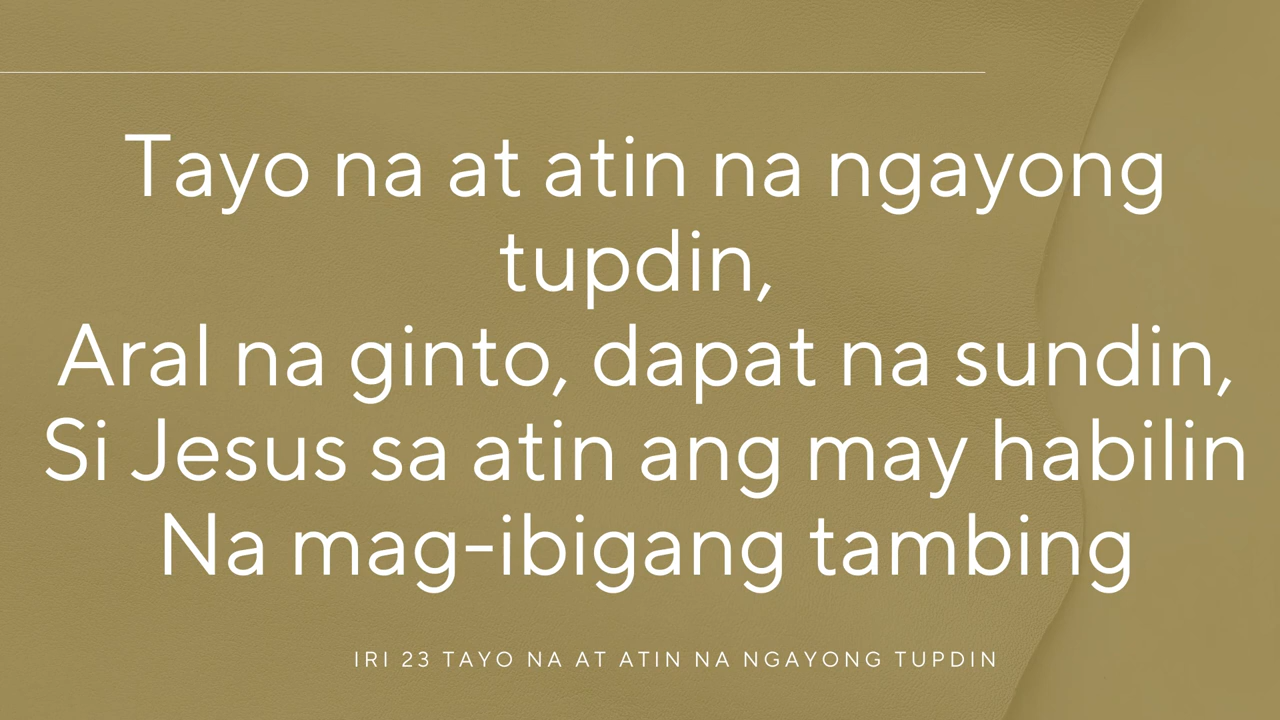 Tayo na at atin na ngayong
tupdin,
Aral na ginto, dapat na sundin,
Si Jesus sa atin ang may habilin
Na mag-ibigang tambing
IRI 23 TAYO NA AT ATIN NA NGAYONG TUPDIN